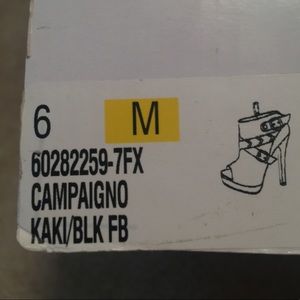 6 M
60282259-7FX
CAMPAIGNO
KAKI/BLK FB